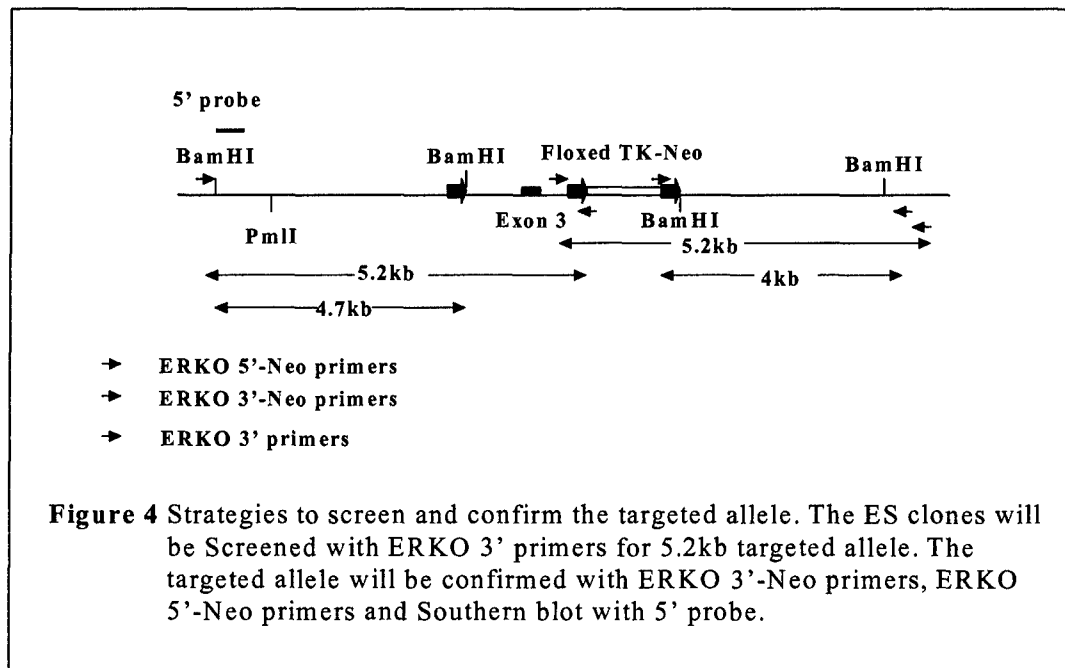 5' probe
BamHI
BamHI
Floxed TK-Neo
BamHI
PmlI
Exon 3
BamHI
5.2kb
5.2kb
4kb
4.7kb
ERKO 5'-Neo primers
ERKO 3'-Neo primers
ERKO 3' primers
Figure 4 Strategies to screen and confirm the targeted allele. The ES clones will
be Screened with ERKO 3' primers for 5.2kb targeted allele. The
targeted allele will be confirmed with ERKO 3'-Neo primers, ERKO
5'-Neo primers and Southern blot with 5' probe.